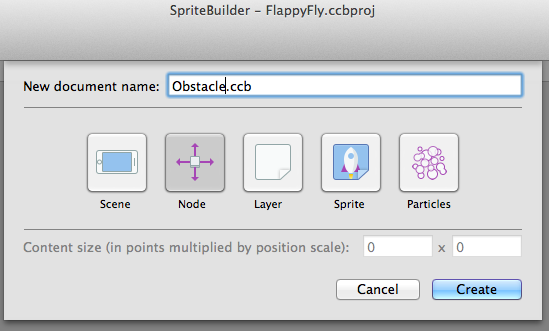 SpriteBuilder – FlappyFly.ccbproj
New document name: Obstacle.ccb
Scene Node Layer Sprite Particles
Content size (in points multiplied by position scale): 0 x 0
Cancel Create